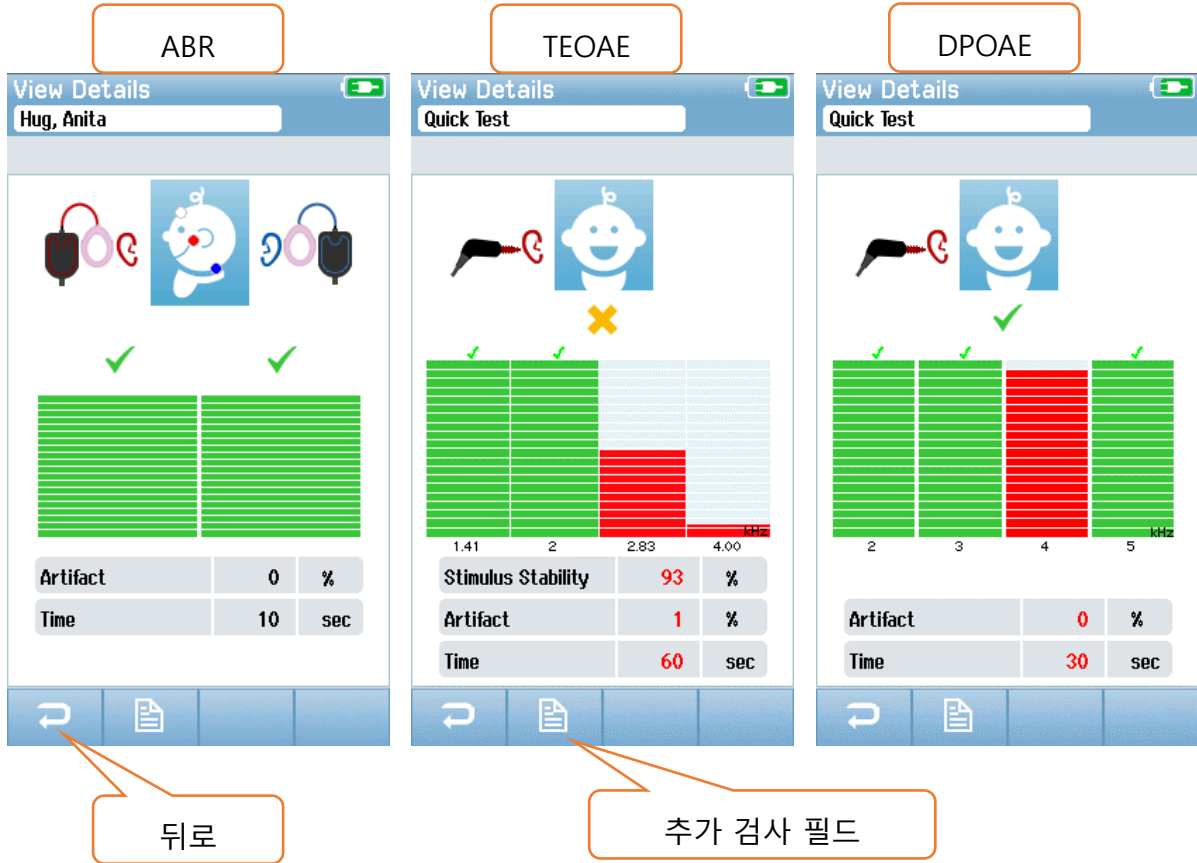 ABR
View Details
Hug, Anita
Artifact 0 %
Time 10 sec
TEOAE
View Details
Quick Test
kHz
1.41 2 2.83 4.00
Stimulus Stability 93 %
Artifact 1 %
Time 60 sec
DPOAE
View Details
Quick Test
kHz
2 3 4 5
Artifact 0 %
Time 30 sec
뒤로
추가 검사 필드